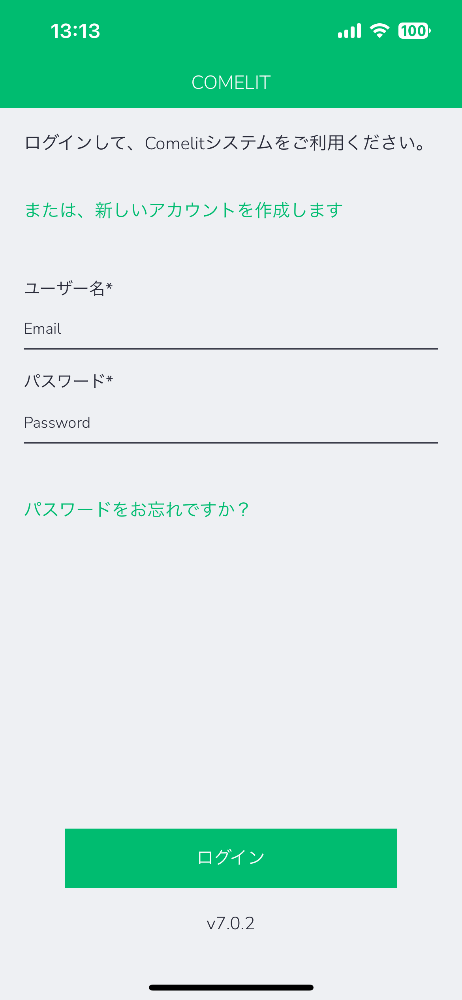 13:13
100
COMELIT
ログインして、Comelitシステムをご利用ください。
または、新しいアカウントを作成します
ユーザー名*
Email
パスワード*
Password
パスワードをお忘れですか？
ログイン
v7.0.2